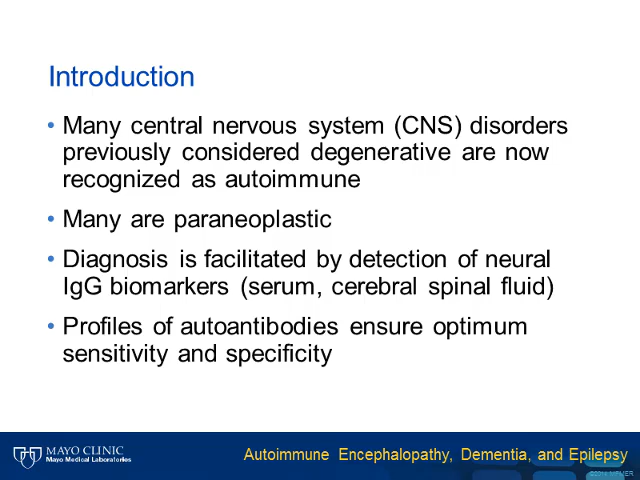 Introduction
• Many central nervous system (CNS) disorders
previously considered degenerative are now
recognized as autoimmune
• Many are paraneoplastic
• Diagnosis is facilitated by detection of neural
IgG biomarkers (serum, cerebral spinal fluid)
• Profiles of autoantibodies ensure optimum
sensitivity and specificity
MAYO CLINIC
Mayo Medical Laboratories
Autoimmune Encephalopathy, Dementia, and Epilepsy
MFMER